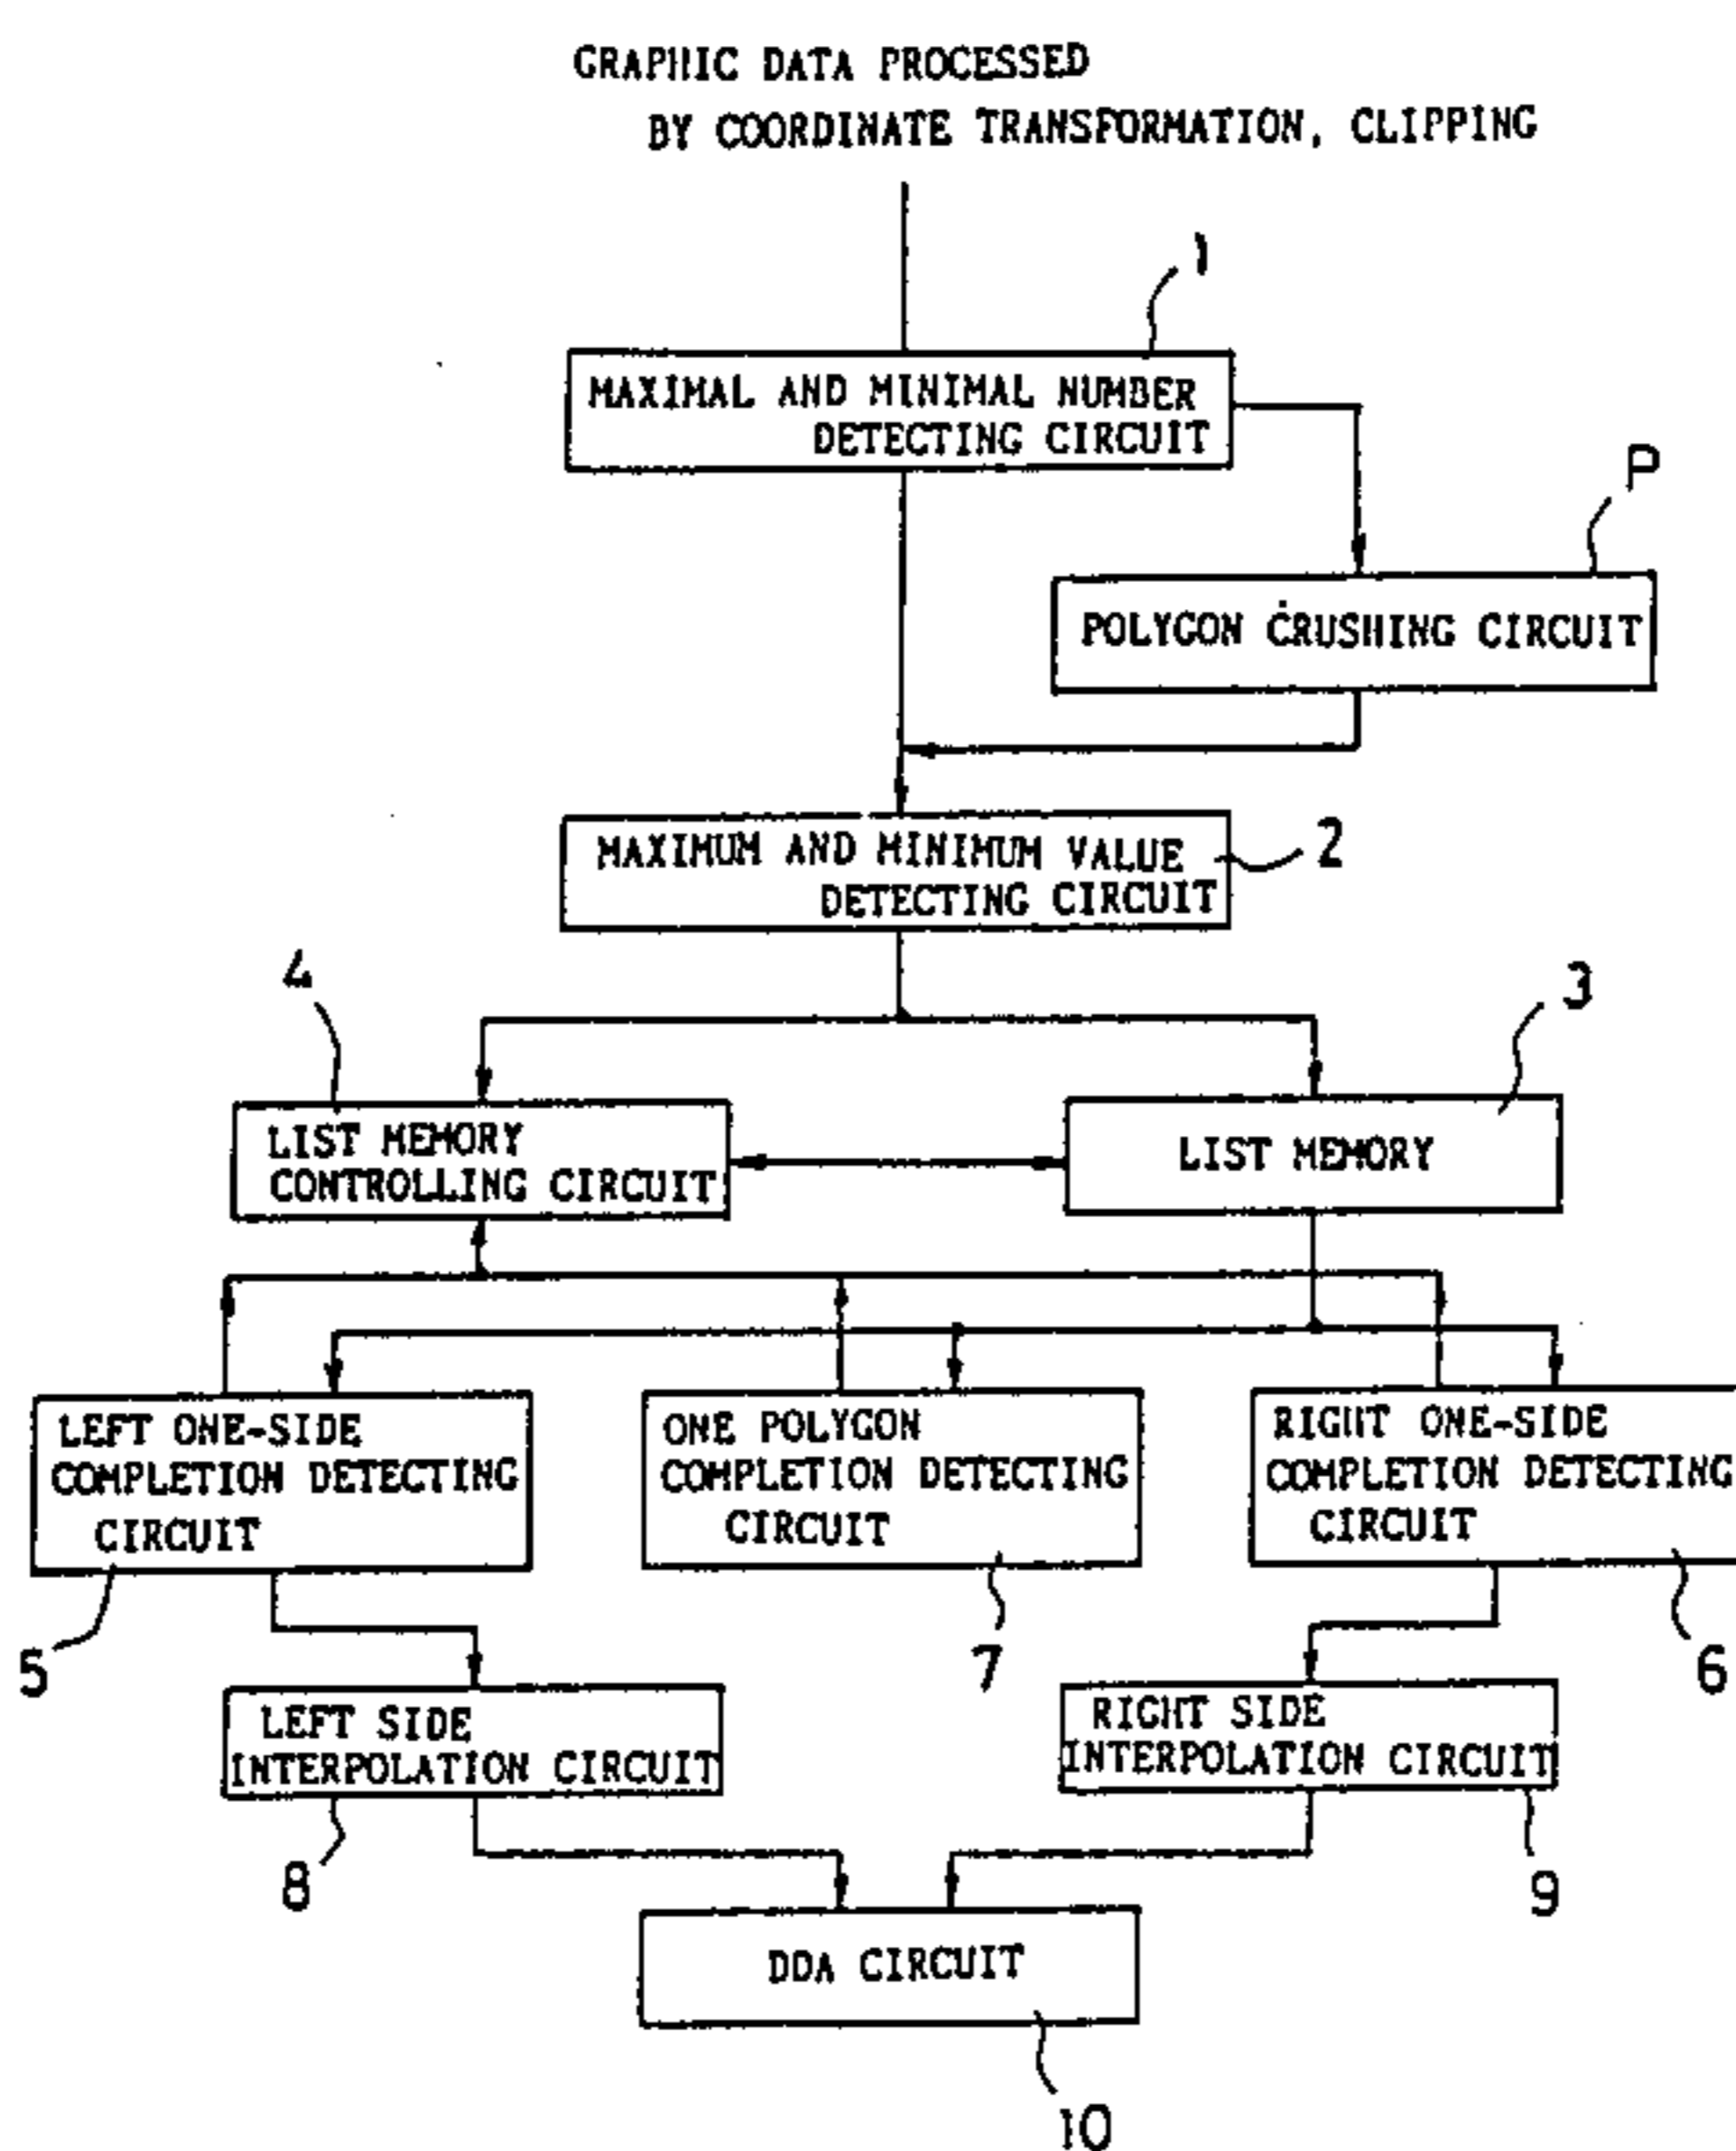 GRAPHIC DATA PROCESSED
BY COORDINATE TRANSFORMATION, CLIPPING
1
MAXIMAL AND MINIMAL NUMBER
DETECTING CIRCUIT
P
POLYGON CRUSHING CIRCUIT
MAXIMUM AND MINIMUM VALUE
DETECTING CIRCUIT
2
4
3
LIST MEMORY
CONTROLLING CIRCUIT
LIST MEMORY
LEFT ONE-SIDE
COMPLETION DETECTING
CIRCUIT
ONE POLYGON
COMPLETION DETECTING
CIRCUIT
RIGHT ONE-SIDE
COMPLETION DETECTING
CIRCUIT
5
7
6
LEFT SIDE
INTERPOLATION CIRCUIT
RIGHT SIDE
INTERPOLATION CIRCUIT
8
9
DDA CIRCUIT
10